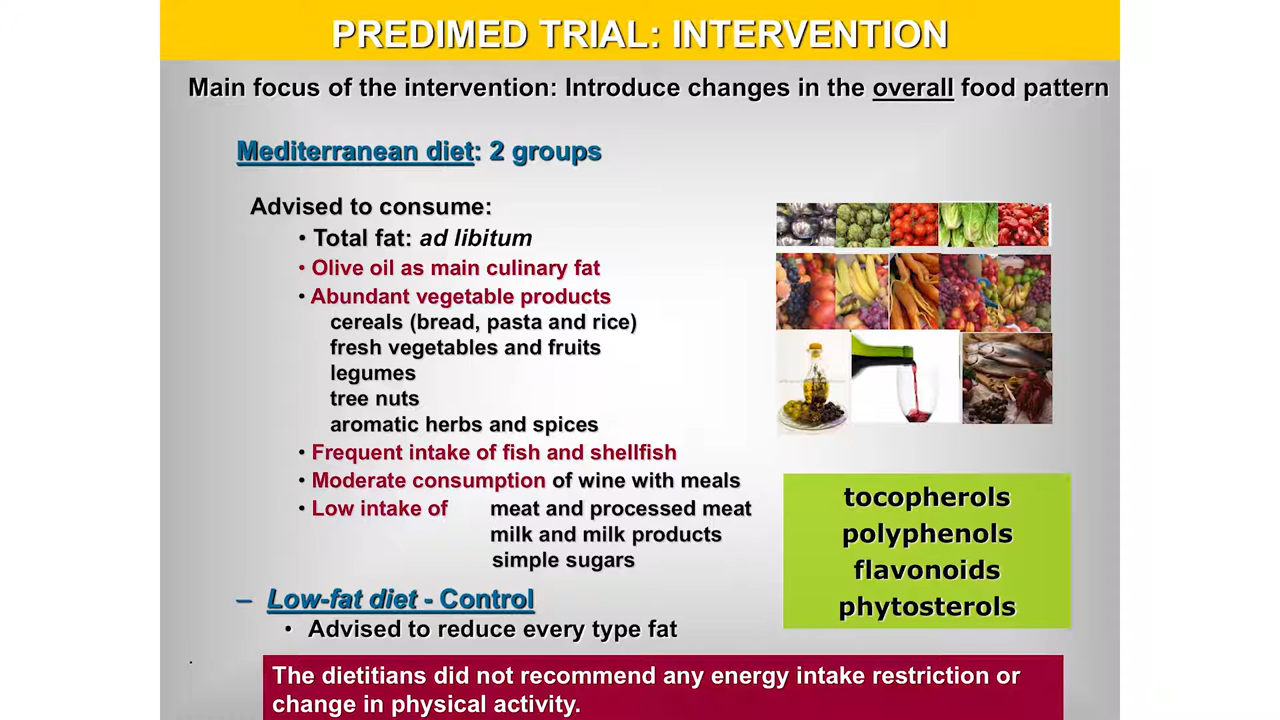 PREDIMED TRIAL: INTERVENTION
Main focus of the intervention: Introduce changes in the overall food pattern
Mediterranean diet: 2 groups
Advised to consume:
• Total fat: ad libitum
• Olive oil as main culinary fat
• Abundant vegetable products
cereals (bread, pasta and rice)
fresh vegetables and fruits
legumes
tree nuts
aromatic herbs and spices
• Frequent intake of fish and shellfish
• Moderate consumption of wine with meals
• Low intake of meat and processed meat
milk and milk products
simple sugars
– Low-fat diet - Control
• Advised to reduce every type fat
tocopherols
polyphenols
flavonoids
phytosterols
The dietitians did not recommend any energy intake restriction or
change in physical activity.